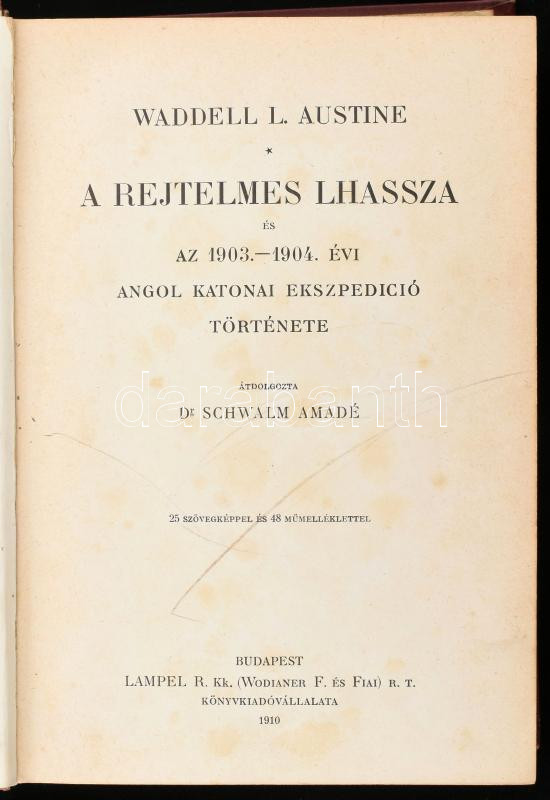 WADDELL L. AUSTINE
*
A REJTELMES LHASSZA
ÉS
AZ 1903.—1904. ÉVI
ANGOL KATONAI EKSZPEDICIÓ
TÖRTÉNETE
ÁTDOLGOZTA
darabanth
Dr SCHWALM AMADÉ
25 SZÖVEGKÉPPEL ÉS 48 MŰMELLÉKLETTEL
BUDAPEST
LAMPEL R. KK. (WODIANER F. ÉS FIAI) R. T.
KÖNYVKIADÓVÁLLALATA
1910